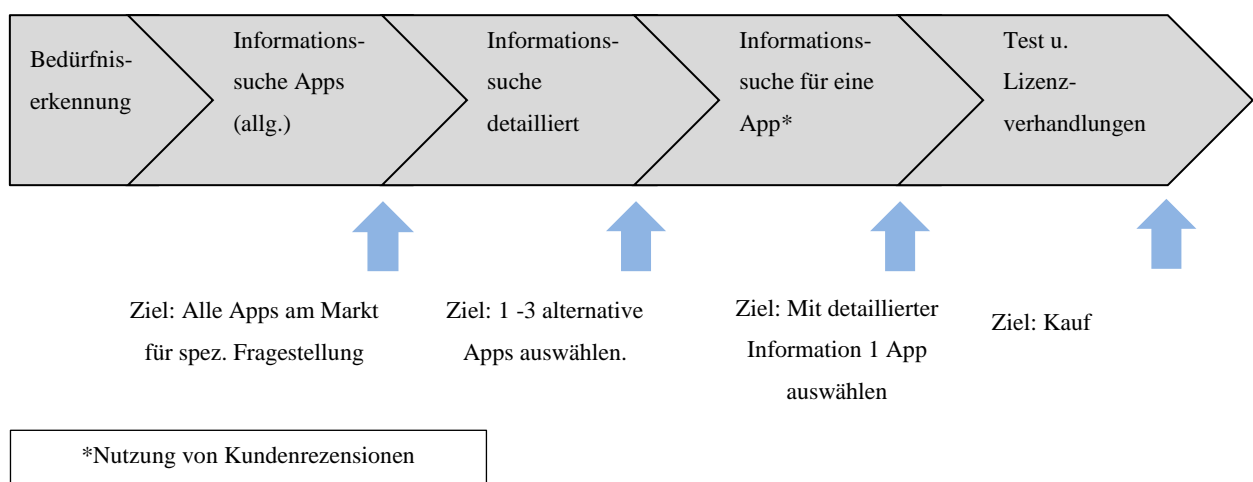 Bedürfnis-
erkennung
Informations-
suche Apps
(allg.)
Informations-
suche
detailliert
Informations-
suche für eine
App*
Test u.
Lizenz-
verhandlungen
Ziel: Alle Apps am Markt
für spez. Fragestellung
Ziel: 1 -3 alternative
Apps auswählen.
Ziel: Mit detaillierter
Information 1 App
auswählen
Ziel: Kauf
*Nutzung von Kundenrezensionen